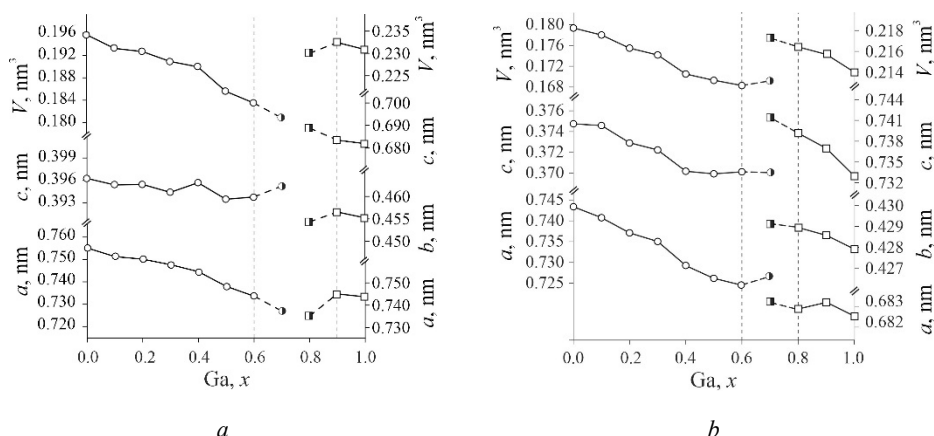 0.196
0.192
0.188
0.184
0.180
V, nm³
0.399
0.396
0.393
c, nm
0.760
0.750
0.740
0.730
0.720
a, nm
0.235
0.230
0.225
V, nm³
0.700
0.690
0.680
c, nm
0.460
0.455
0.450
b, nm
0.750
0.740
0.730
a, nm
0.0 0.2 0.4 0.6 0.8 1.0
Ga, x
a
0.180
0.176
0.172
0.168
V, nm³
0.376
0.374
0.372
0.370
c, nm
0.745
0.740
0.735
0.730
0.725
a, nm
0.218
0.216
0.214
V, nm³
0.744
0.741
0.738
0.735
0.732
c, nm
0.430
0.429
0.428
0.427
b, nm
0.683
0.682
a, nm
0.0 0.2 0.4 0.6 0.8 1.0
Ga, x
b